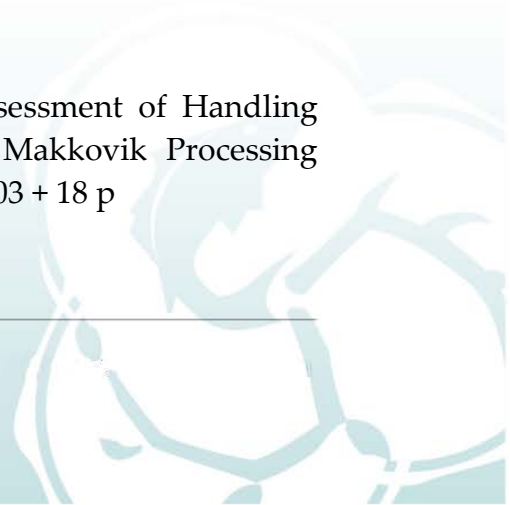 sessment of Handling
Makkovik Processing
03 + 18 p